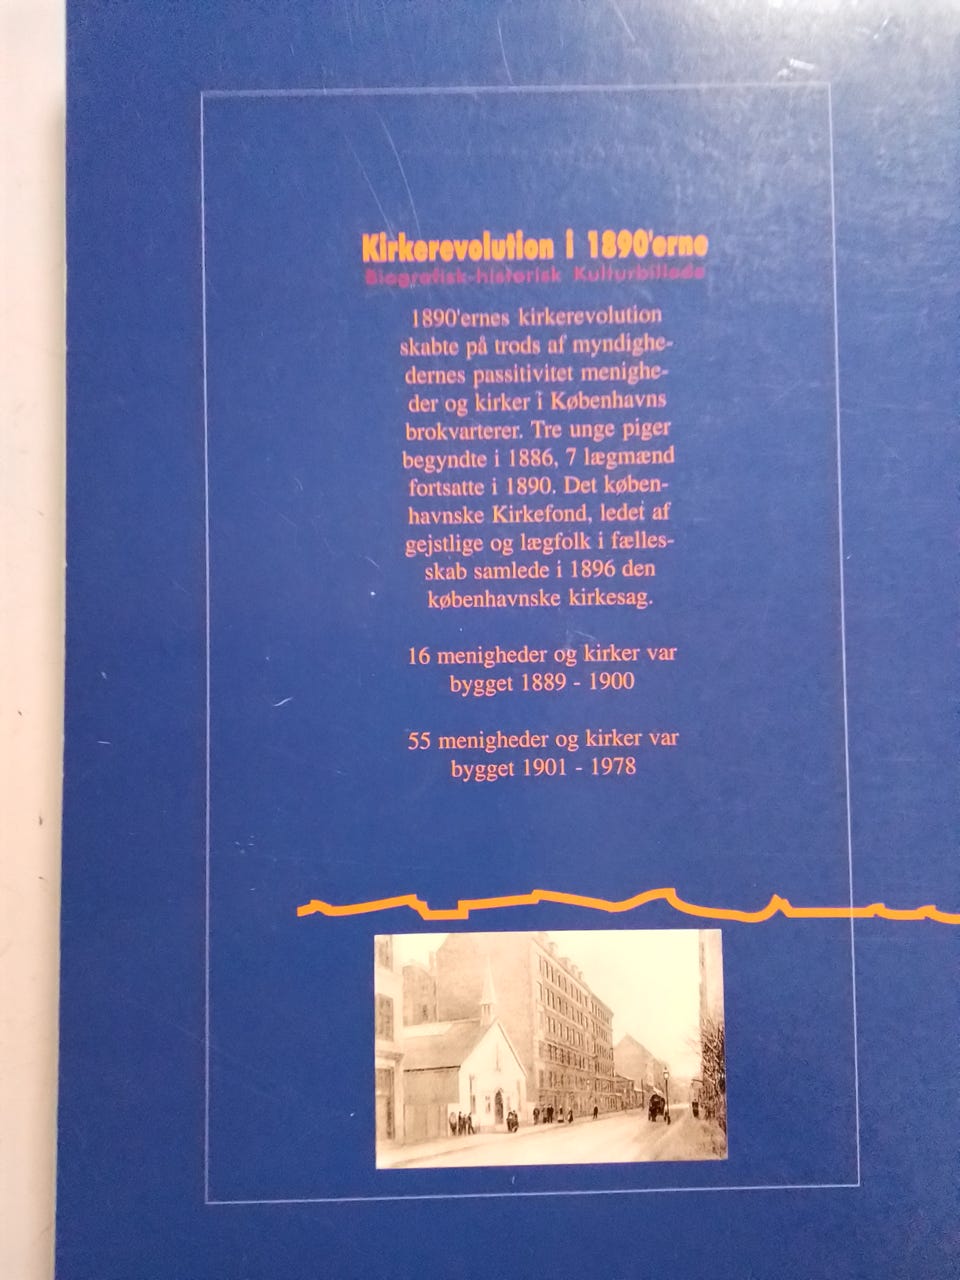 Kirkerevolution i 1890'erne
Biografisk-historisk Kulturbillede
1890'ernes kirkerevolution
skabte på trods af myndighe-
dernes passitivitet menighe-
der og kirker i Københavns
brokvarterer. Tre unge piger
begyndte i 1886, 7 lægmænd
fortsatte i 1890. Det køben-
havnske Kirkefond, ledet af
gejstlige og lægfolk i fælles-
skab samlede i 1896 den
københavnske kirkesag.
16 menigheder og kirker var
bygget 1889 - 1900
55 menigheder og kirker var
bygget 1901 - 1978